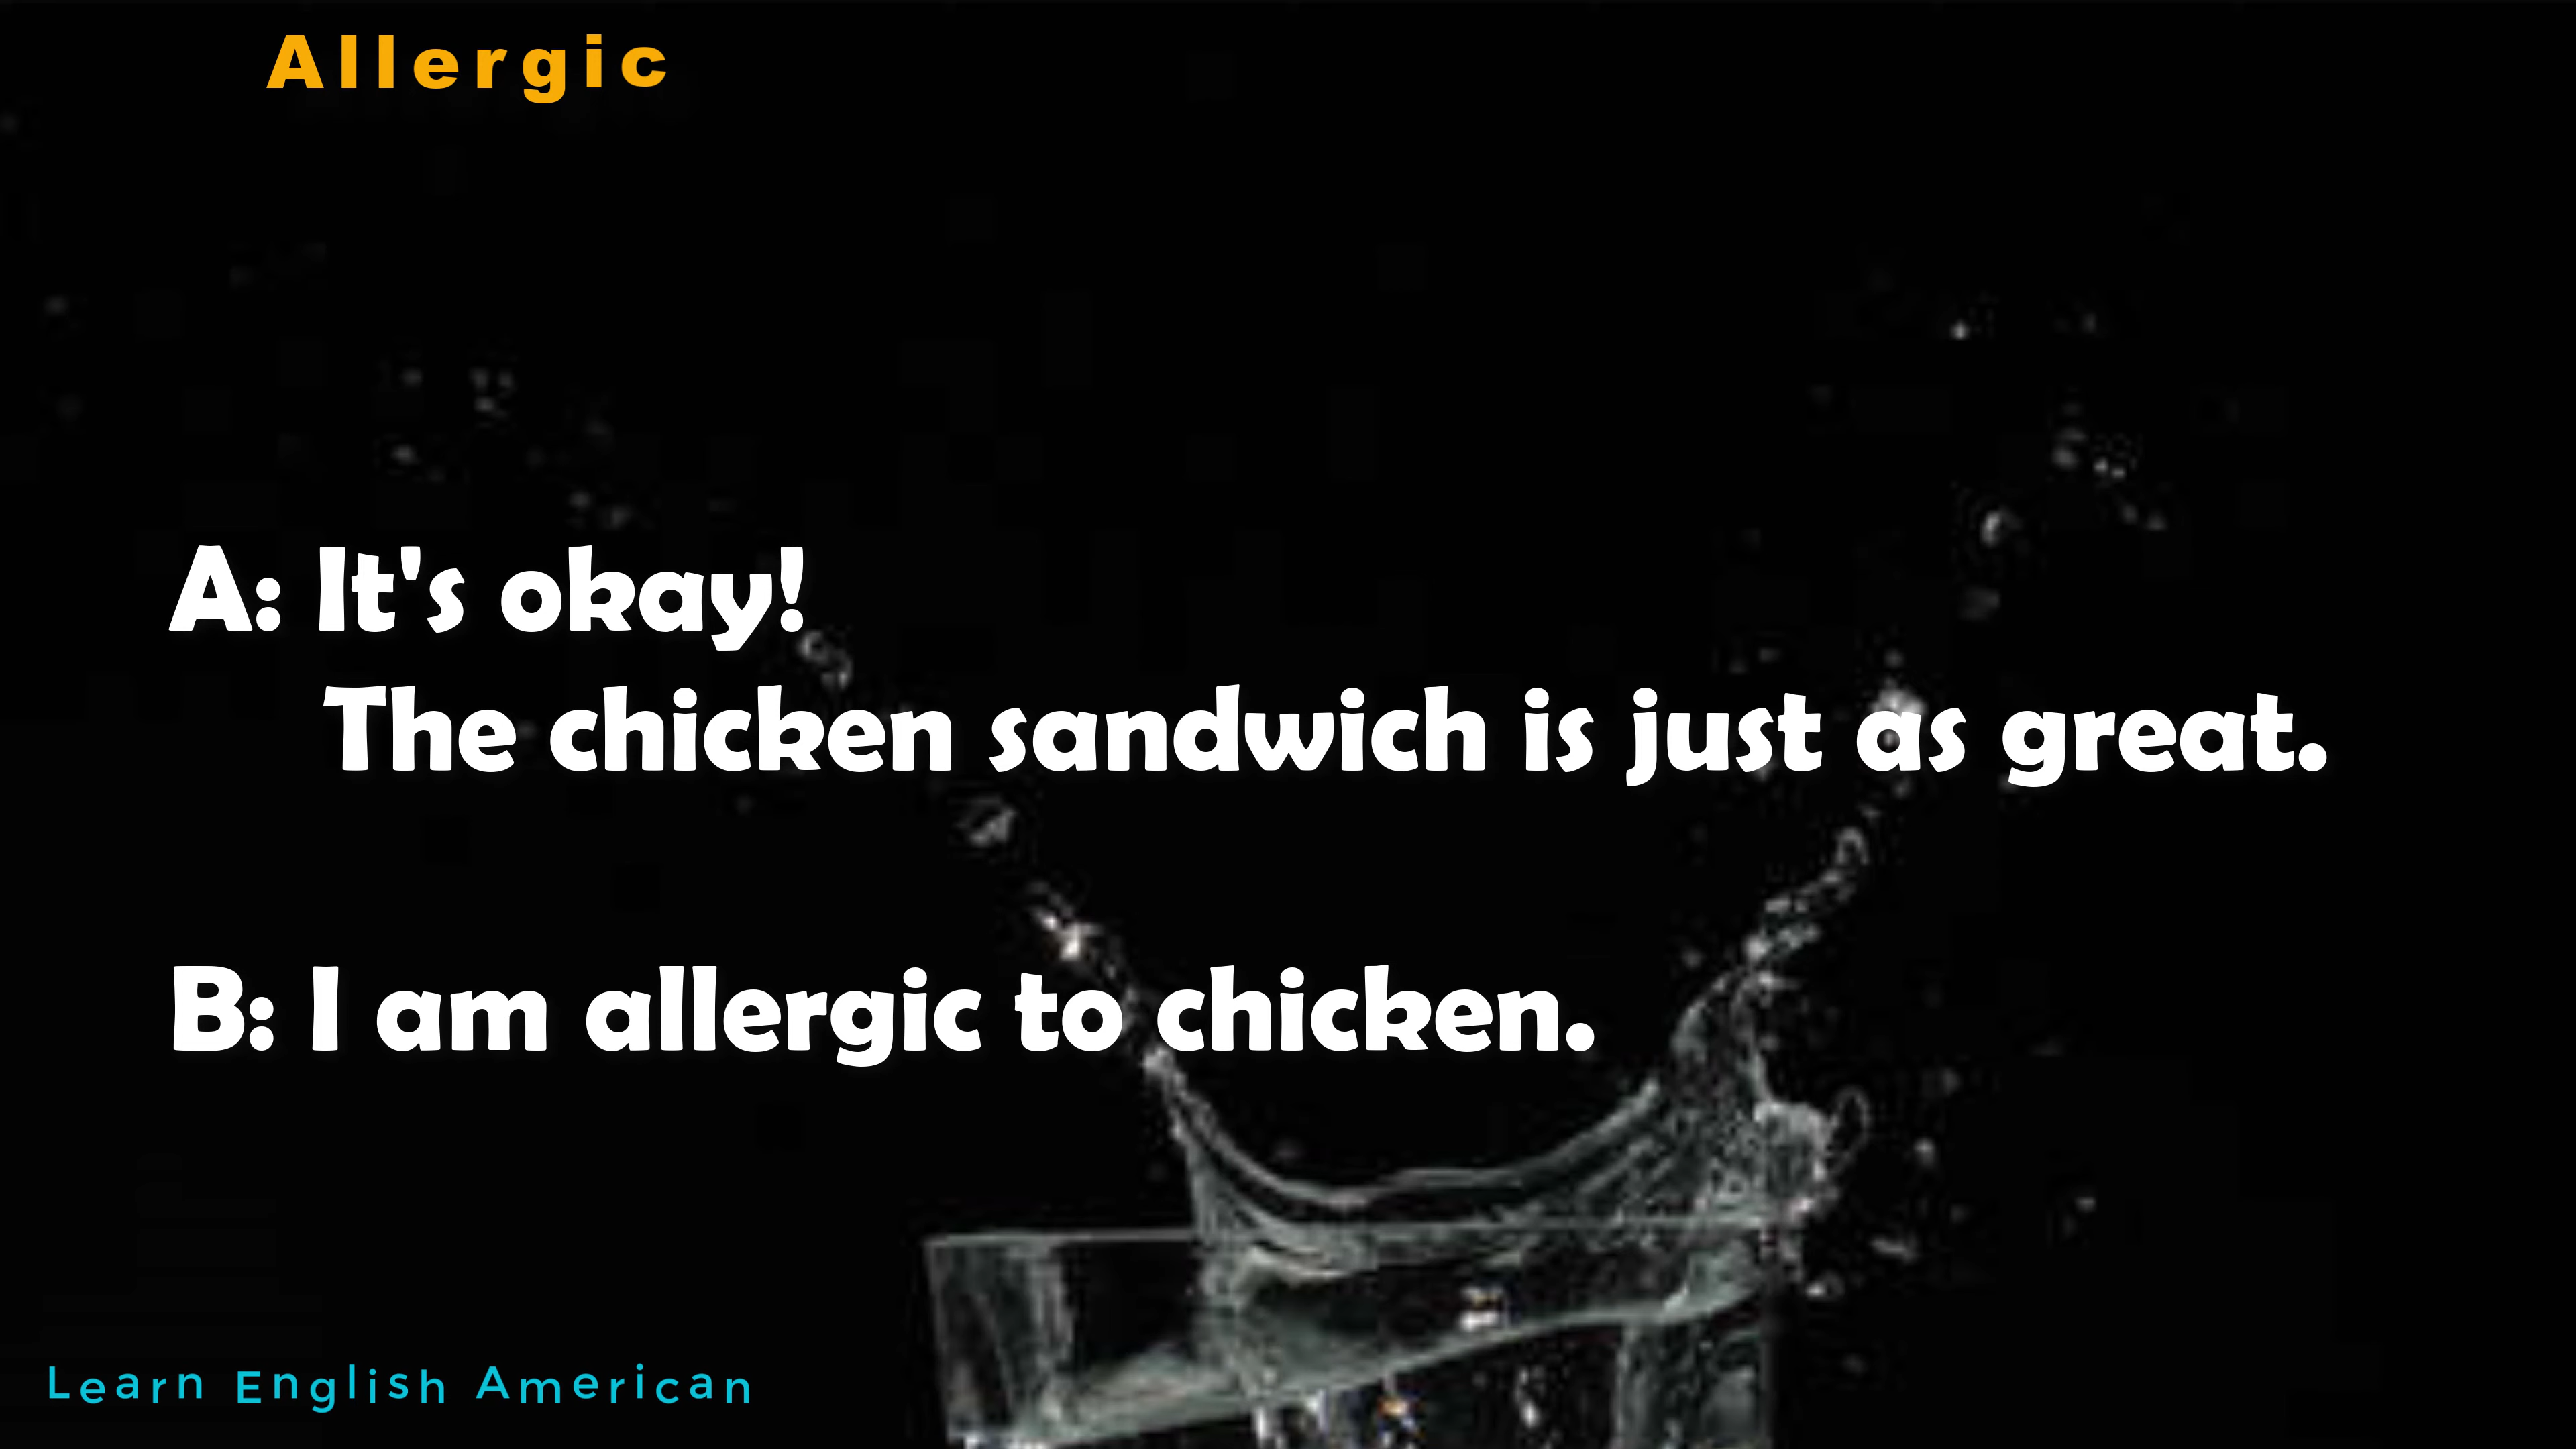 Allergic
A: It's okay!
The chicken sandwich is just as great.
B: I am allergic to chicken.
Learn English American